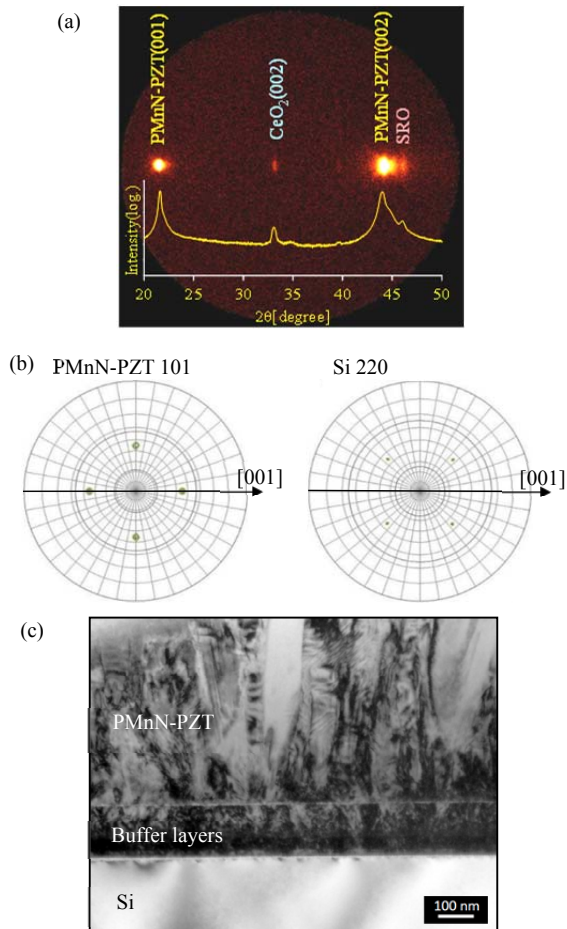 (a)
PMnN-PZT(001)
CeO₂(002)
PMnN-PZT(002)
SRO
Intensity(log.)
20 25 30 35 40 45 50
2θ[degree]
(b) PMnN-PZT 101 Si 220
[001] [001]
(c)
PMnN-PZT
Buffer layers
Si
100 nm